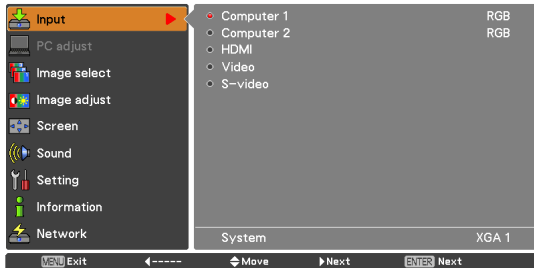 Input
PC adjust
Image select
Image adjust
Screen
Sound
Setting
Information
Network
Computer 1 RGB
Computer 2 RGB
HDMI
Video
S-video
System XGA 1
MENU Exit ----- Move Next ENTER Next